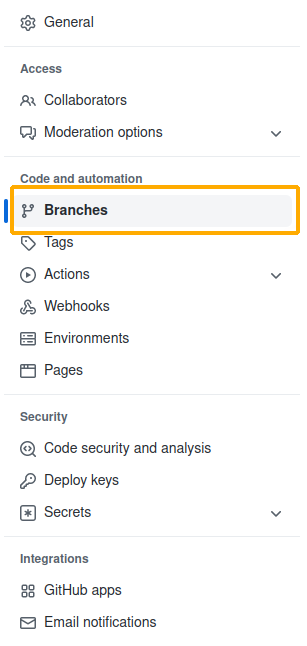 General
Access
Collaborators
Moderation options
Code and automation
Branches
Tags
Actions
Webhooks
Environments
Pages
Security
Code security and analysis
Deploy keys
Secrets
Integrations
GitHub apps
Email notifications